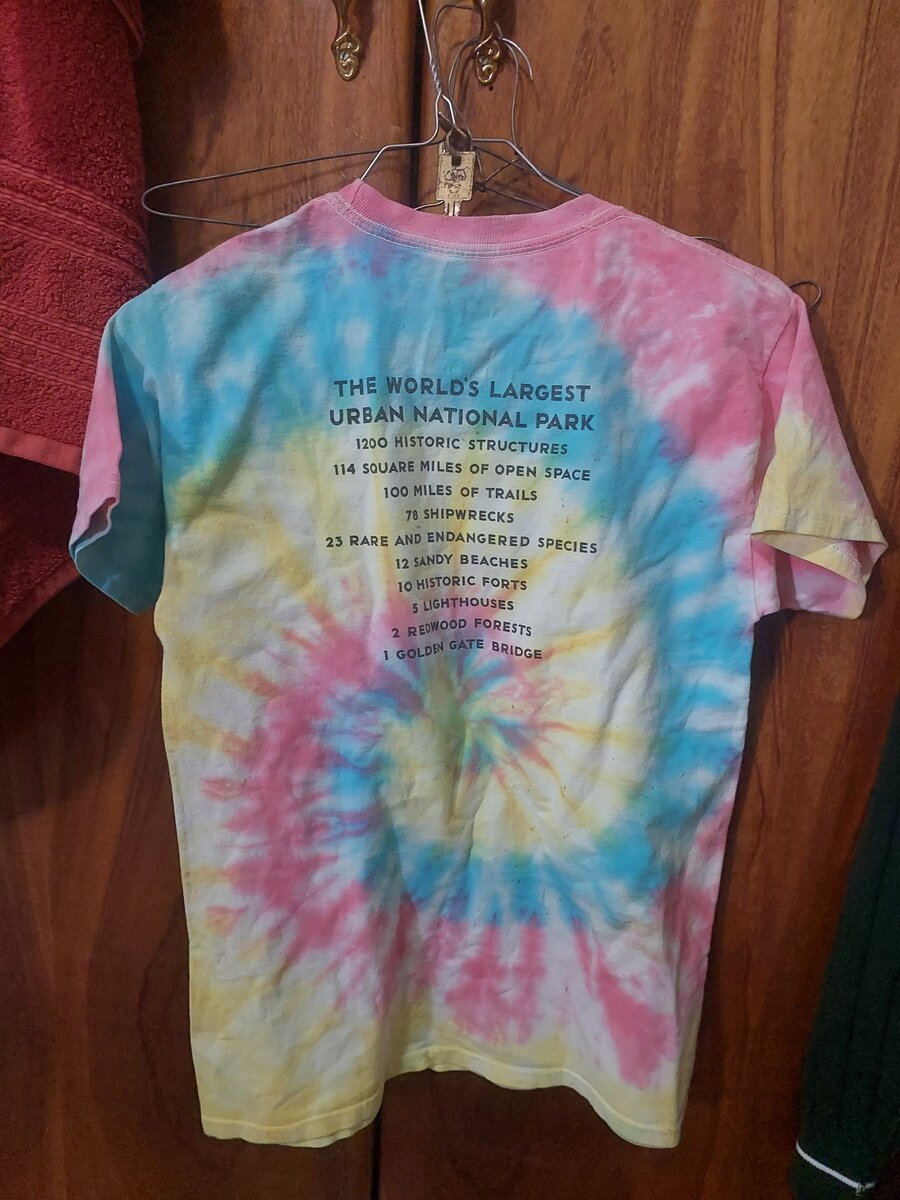 THE WORLD'S LARGEST
URBAN NATIONAL PARK
1200 HISTORIC STRUCTURES
114 SQUARE MILES OF OPEN SPACE
100 MILES OF TRAILS
78 SHIPWRECKS
23 RARE AND ENDANGERED SPECIES
12 SANDY BEACHES
10 HISTORIC FORTS
5 LIGHTHOUSES
2 REDWOOD FORESTS
1 GOLDEN GATE BRIDGE